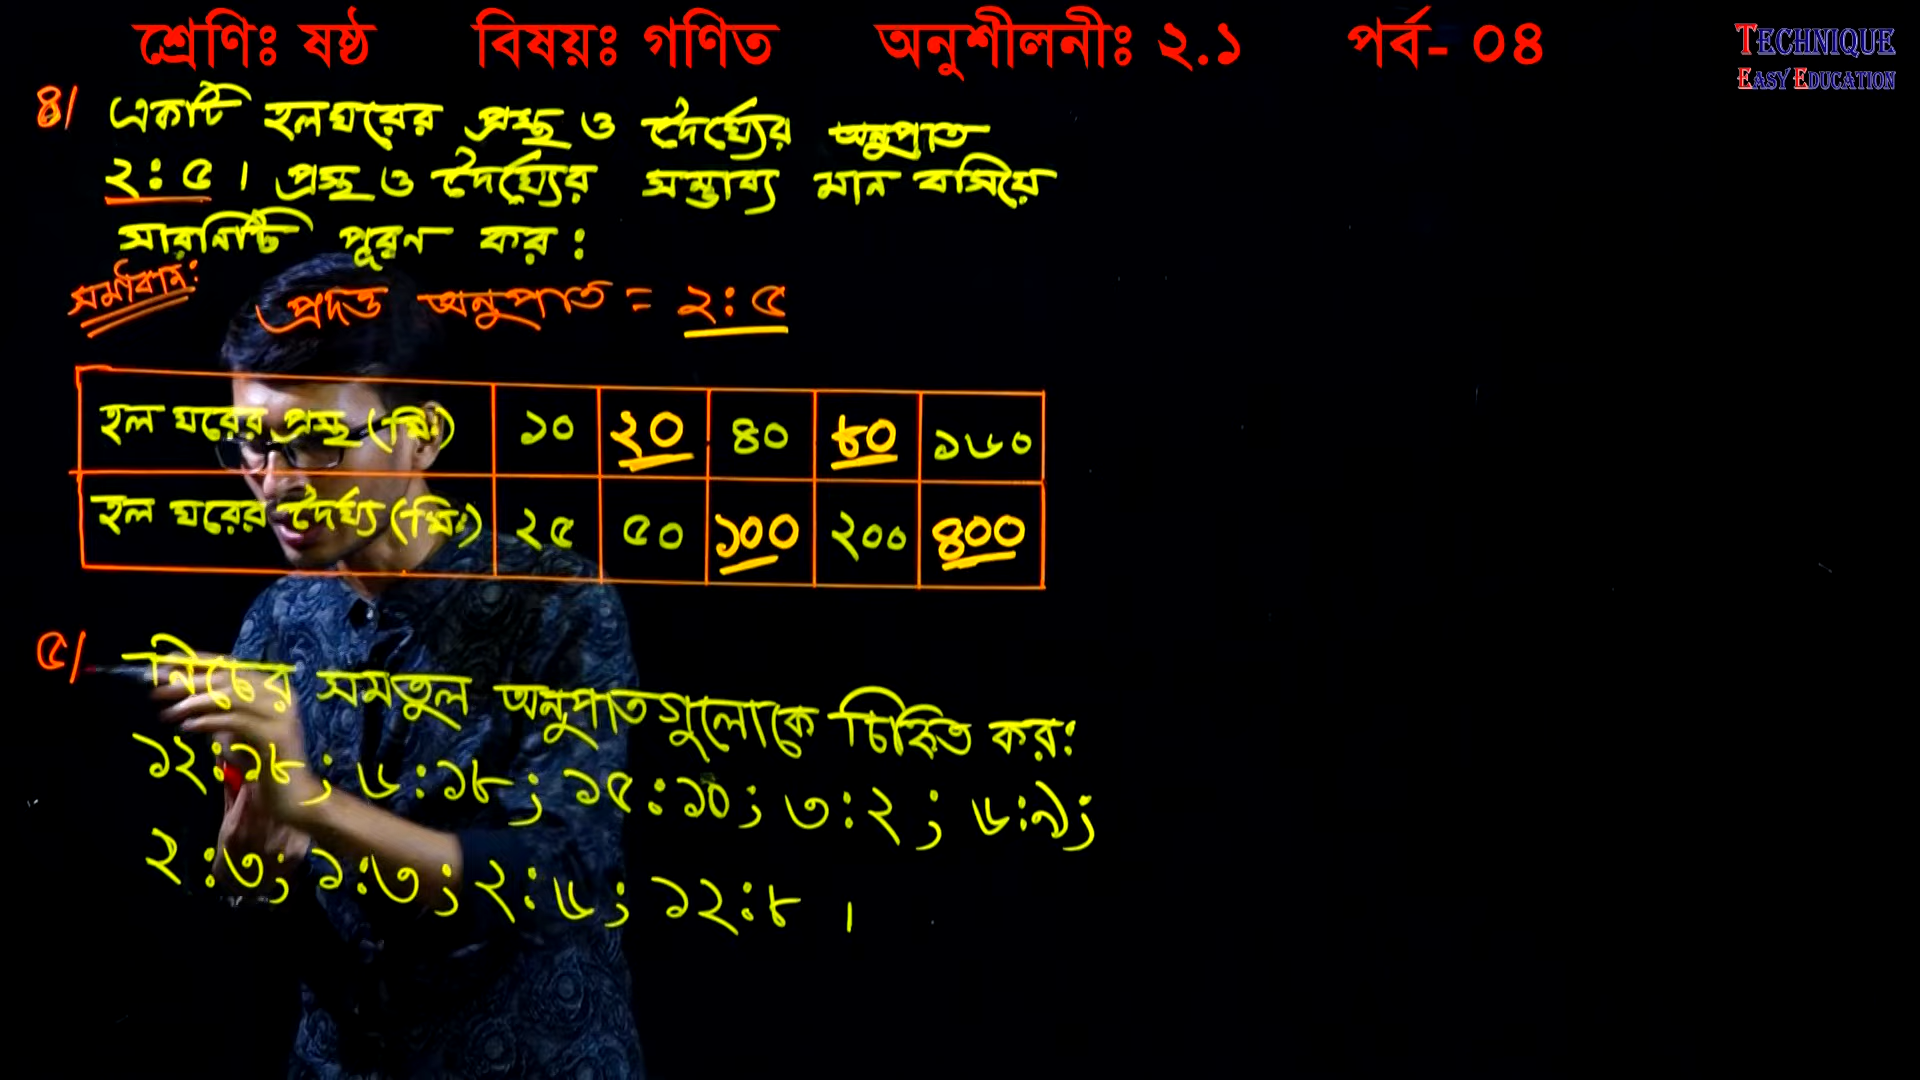 শ্রেণিঃ ষষ্ঠ বিষয়ঃ গণিত অনুশীলনীঃ ২.১ পর্ব- ০৪
TECHNIQUE
EASY EDUCATION
৪/ একটি হলঘরের প্রস্থ ও দৈর্ঘ্যের অনুপাত
২:৫। প্রস্থ ও দৈর্ঘ্যের সম্ভাব্য মান বসিয়ে
সারনিটি পূরণ কর:
সমাধান: প্রদত্ত অনুপাত = ২:৫
হল ঘরের প্রস্থ (মিঃ) ১০ ২০ ৪০ ৮০ ১৬০
হল ঘরের দৈর্ঘ্য (মিঃ) ২৫ ৫০ ১০০ ২০০ ৪০০
৫/ নিচের সমতুল অনুপাতগুলোকে চিহ্নিত কর:
১২:১৮; ৬:১৮; ১৫:১০; ৩:২; ৬:৯;
২:৩; ১:৩; ২:৬; ১২:৮।